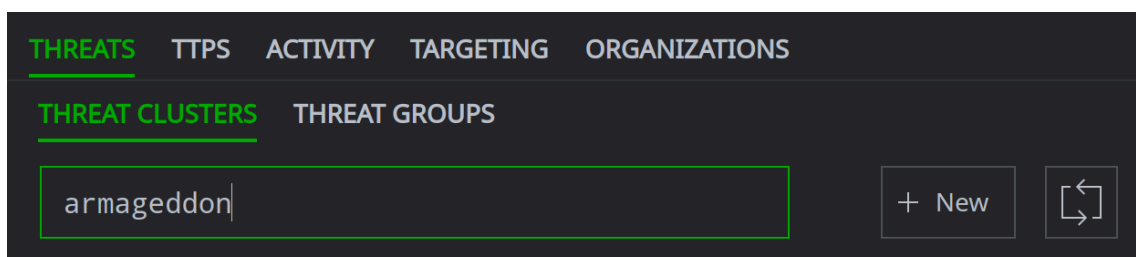 THREATS TTPS ACTIVITY TARGETING ORGANIZATIONS
THREAT CLUSTERS THREAT GROUPS
armageddon + New